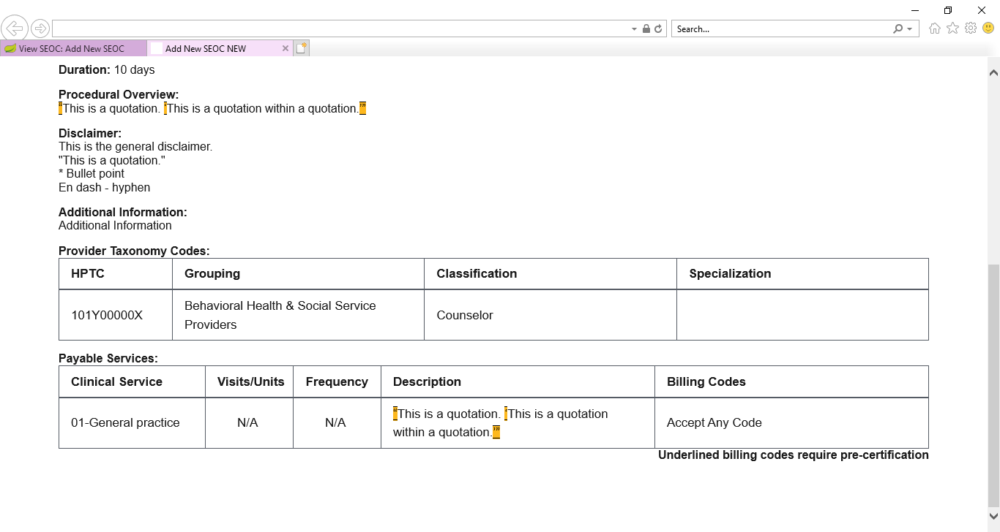 Search...
View SEOC: Add New SEOC
Add New SEOC NEW
Duration: 10 days
Procedural Overview:
“This is a quotation. ‘This is a quotation within a quotation.’”
Disclaimer:
This is the general disclaimer.
"This is a quotation."
* Bullet point
En dash - hyphen
Additional Information:
Additional Information
Provider Taxonomy Codes:
HPTC Grouping Classification Specialization
101Y00000X Behavioral Health & Social Service Providers Counselor
Payable Services:
Clinical Service Visits/Units Frequency Description Billing Codes
01-General practice N/A N/A “This is a quotation. ‘This is a quotation within a quotation.’” Accept Any Code
Underlined billing codes require pre-certification